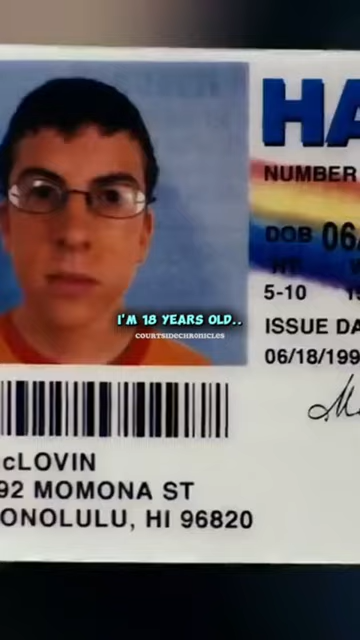 HA
NUMBER
DOB 06
HT
5-10
ISSUE DA
06/18/199
I'M 18 YEARS OLD..
COURTSIDECHRONICLES
cLOVIN
92 MOMONA ST
ONOLULU, HI 96820